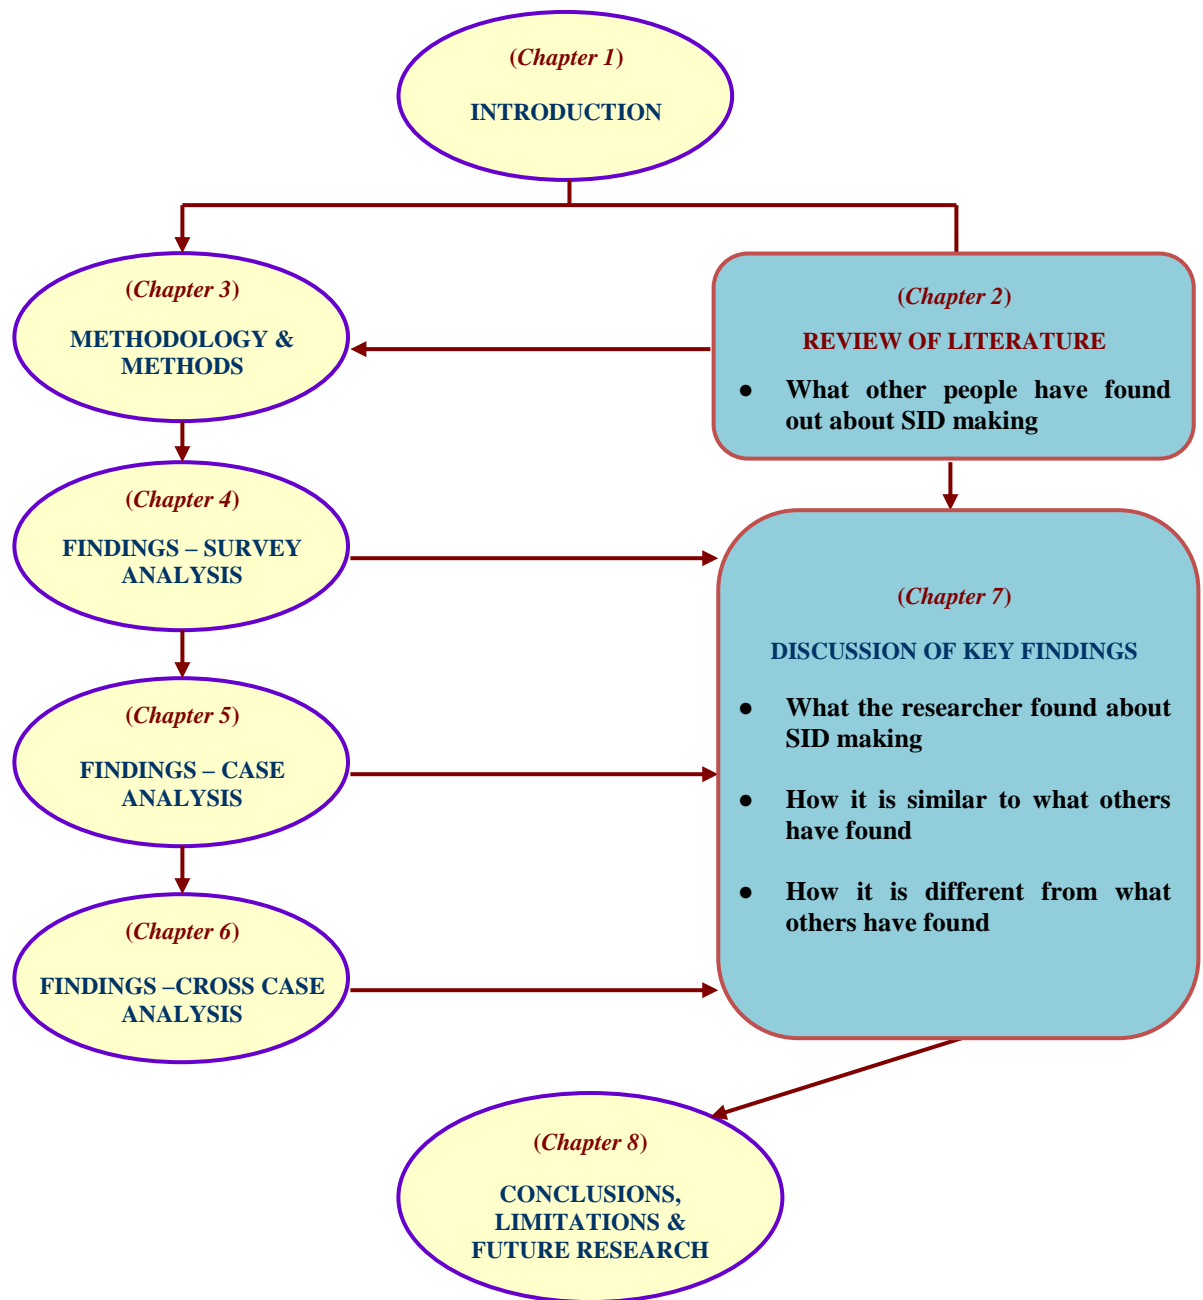 (Chapter 1)
INTRODUCTION
(Chapter 3)
METHODOLOGY &
METHODS
(Chapter 2)
REVIEW OF LITERATURE
● What other people have found
out about SID making
(Chapter 4)
FINDINGS – SURVEY
ANALYSIS
(Chapter 5)
FINDINGS – CASE
ANALYSIS
(Chapter 6)
FINDINGS –CROSS CASE
ANALYSIS
(Chapter 7)
DISCUSSION OF KEY FINDINGS
● What the researcher found about
SID making
● How it is similar to what others
have found
● How it is different from what
others have found
(Chapter 8)
CONCLUSIONS,
LIMITATIONS &
FUTURE RESEARCH